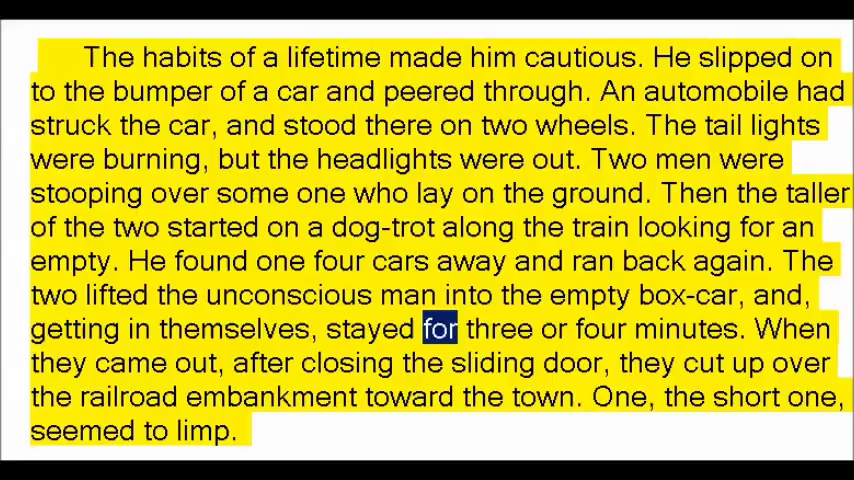 The habits of a lifetime made him cautious. He slipped on
to the bumper of a car and peered through. An automobile had
struck the car, and stood there on two wheels. The tail lights
were burning, but the headlights were out. Two men were
stooping over some one who lay on the ground. Then the taller
of the two started on a dog-trot along the train looking for an
empty. He found one four cars away and ran back again. The
two lifted the unconscious man into the empty box-car, and,
getting in themselves, stayed for three or four minutes. When
they came out, after closing the sliding door, they cut up over
the railroad embankment toward the town. One, the short one,
seemed to limp.